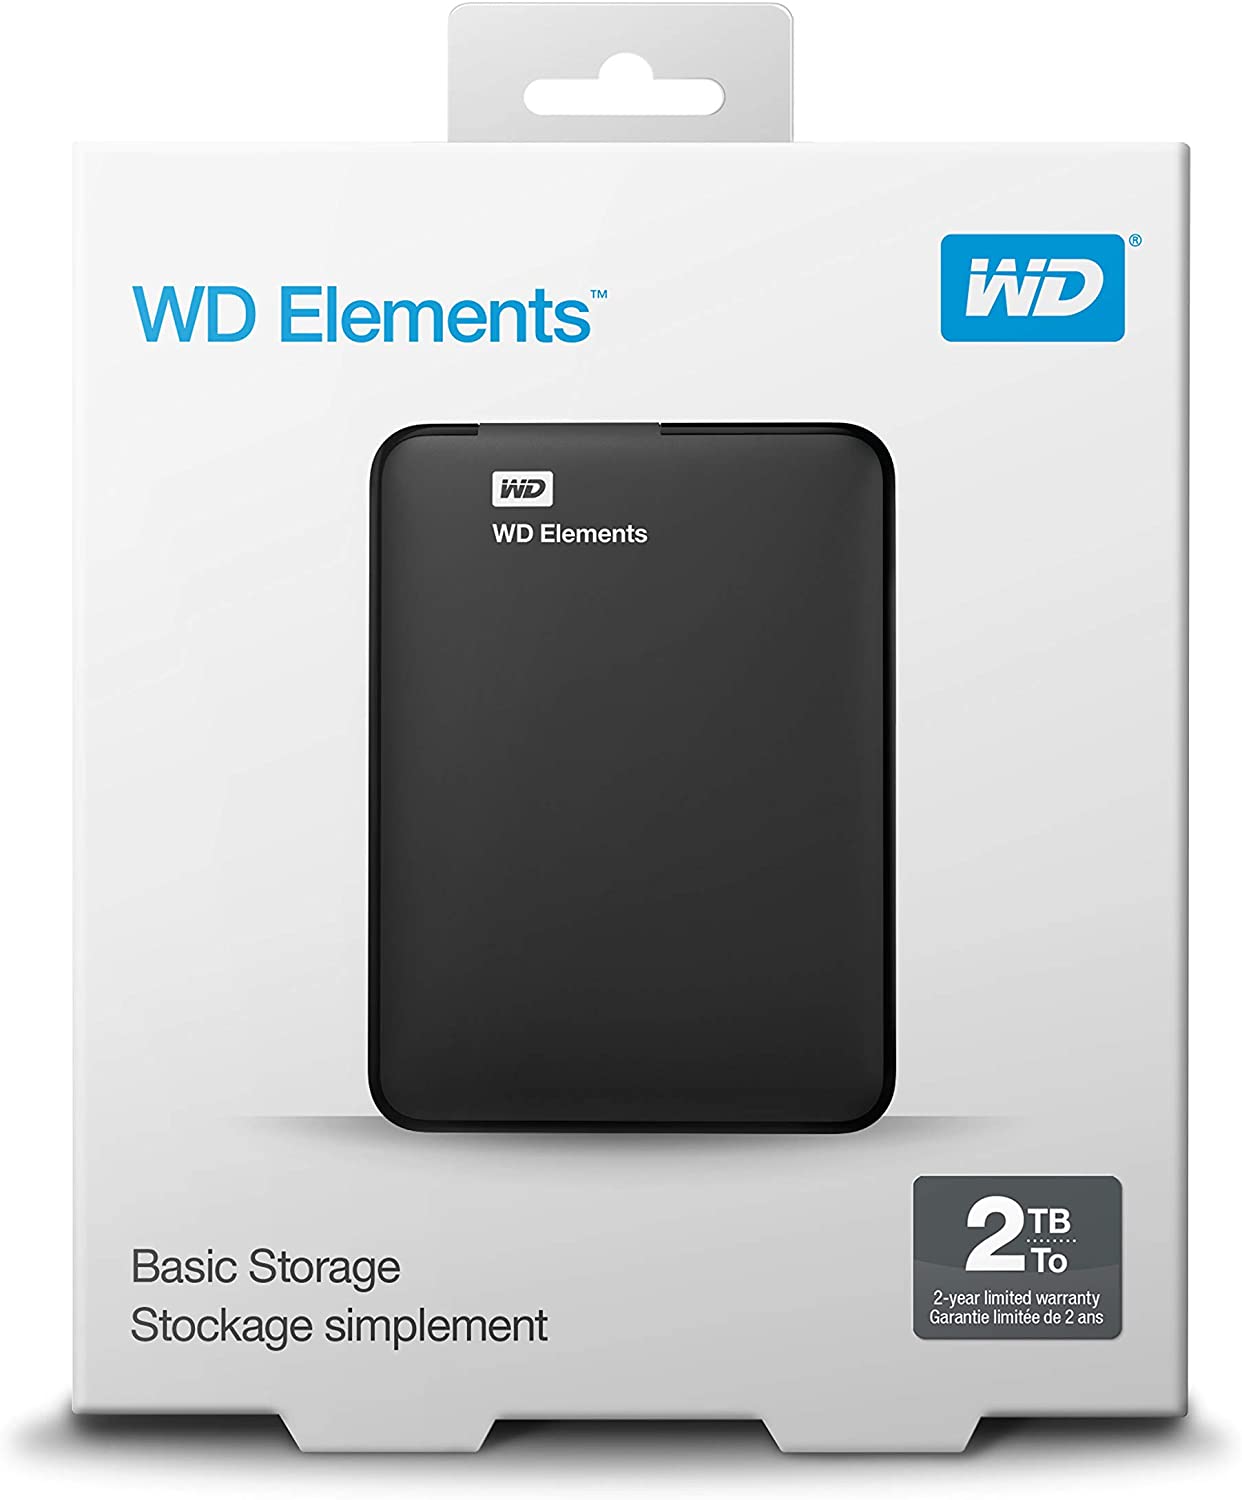 WD Elements™
WD®
WD
WD Elements
Basic Storage
Stockage simplement
2 TB
To
2-year limited warranty
Garantie limitée de 2 ans